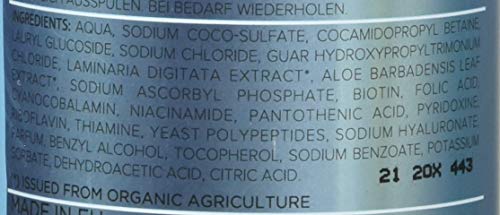 AUSSPÜLEN. BEI BEDARF WIEDERHOLEN.
INGREDIENTS: AQUA, SODIUM COCO-SULFATE, COCAMIDOPROPYL BETAINE,
LAURYL GLUCOSIDE, SODIUM CHLORIDE, GUAR HYDROXYPROPYLTRIMONIUM
CHLORIDE, LAMINARIA DIGITATA EXTRACT*, ALOE BARBADENSIS LEAF
EXTRACT*, SODIUM ASCORBYL PHOSPHATE, BIOTIN, FOLIC ACID,
CYANOCOBALAMIN, NIACINAMIDE, PANTOTHENIC ACID, PYRIDOXINE,
RIBOFLAVIN, THIAMINE, YEAST POLYPEPTIDES, SODIUM HYALURONATE,
PARFUM, BENZYL ALCOHOL, TOCOPHEROL, SODIUM BENZOATE, POTASSIUM
SORBATE, DEHYDROACETIC ACID, CITRIC ACID.
21 20X 443
(*) ISSUED FROM ORGANIC AGRICULTURE
MADE IN